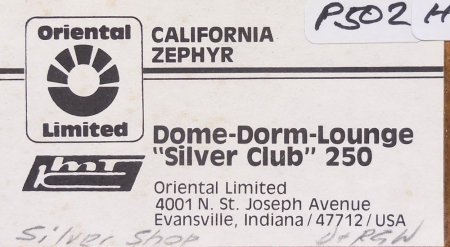 P502 H
Oriental
Limited
CALIFORNIA
ZEPHYR
Dome-Dorm-Lounge
"Silver Club" 250
Oriental Limited
4001 N. St. Joseph Avenue
Evansville, Indiana/47712/USA
Silver Shop D+RGW